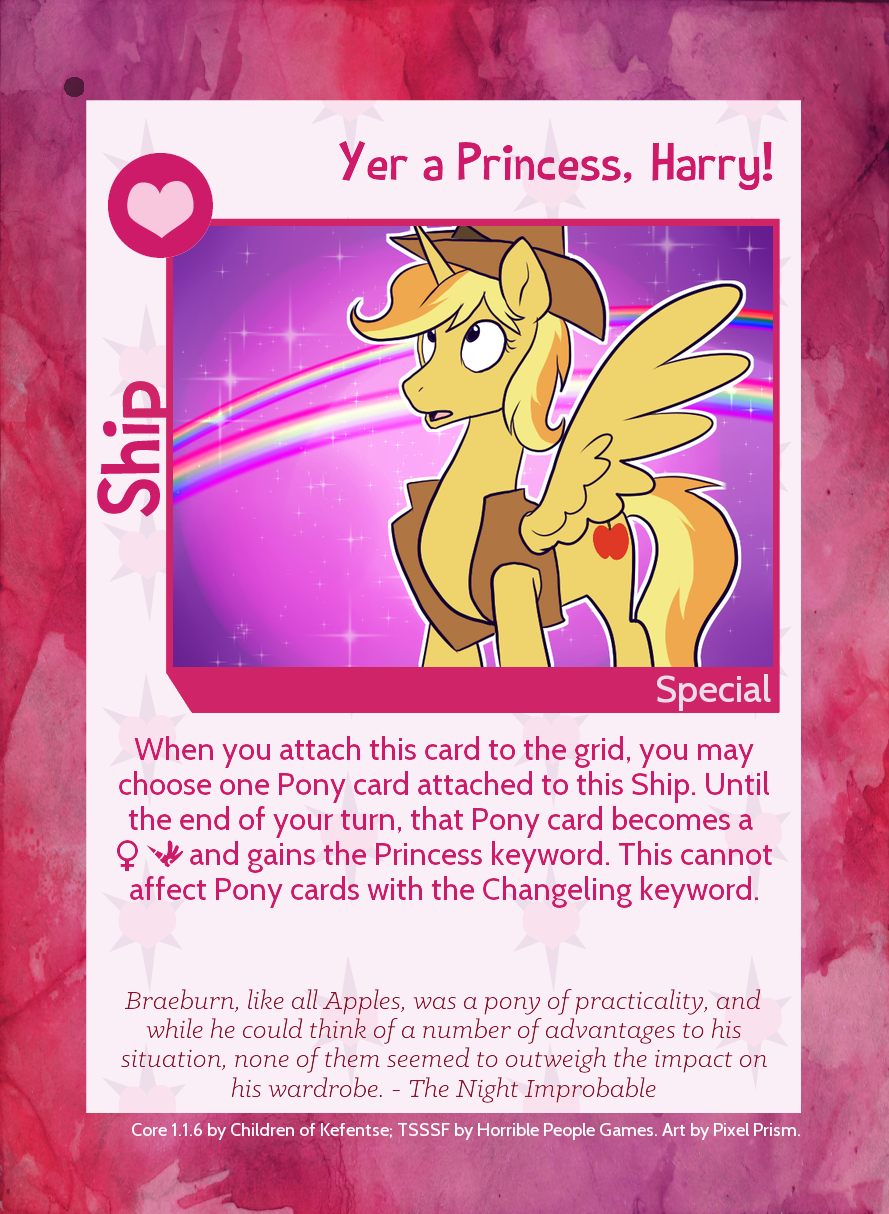 Yer a Princess, Harry!
Ship
Special
When you attach this card to the grid, you may
choose one Pony card attached to this Ship. Until
the end of your turn, that Pony card becomes a
♀ and gains the Princess keyword. This cannot
affect Pony cards with the Changeling keyword.
Braeburn, like all Apples, was a pony of practicality, and
while he could think of a number of advantages to his
situation, none of them seemed to outweigh the impact on
his wardrobe. - The Night Improbable
Core 1.1.6 by Children of Kefentse; TSSSF by Horrible People Games. Art by Pixel Prism.